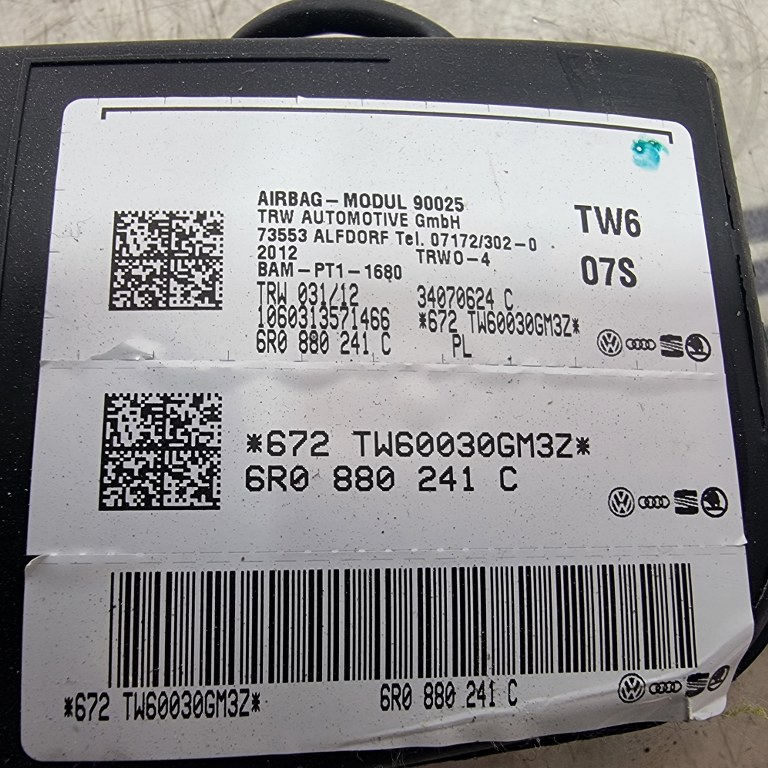 AIRBAG-MODUL 90025
TRW AUTOMOTIVE GmbH
73553 ALFDORF Tel. 07172/302-0
2012 TRWO-4
BAM-PT1-1680
TRW 031/12 34070624 C
1060313571466 *672 TW60030GM3Z*
6R0 880 241 C PL
TW6
07S
*672 TW60030GM3Z*
6R0 880 241 C
*672 TW60030GM3Z* 6R0 880 241 C